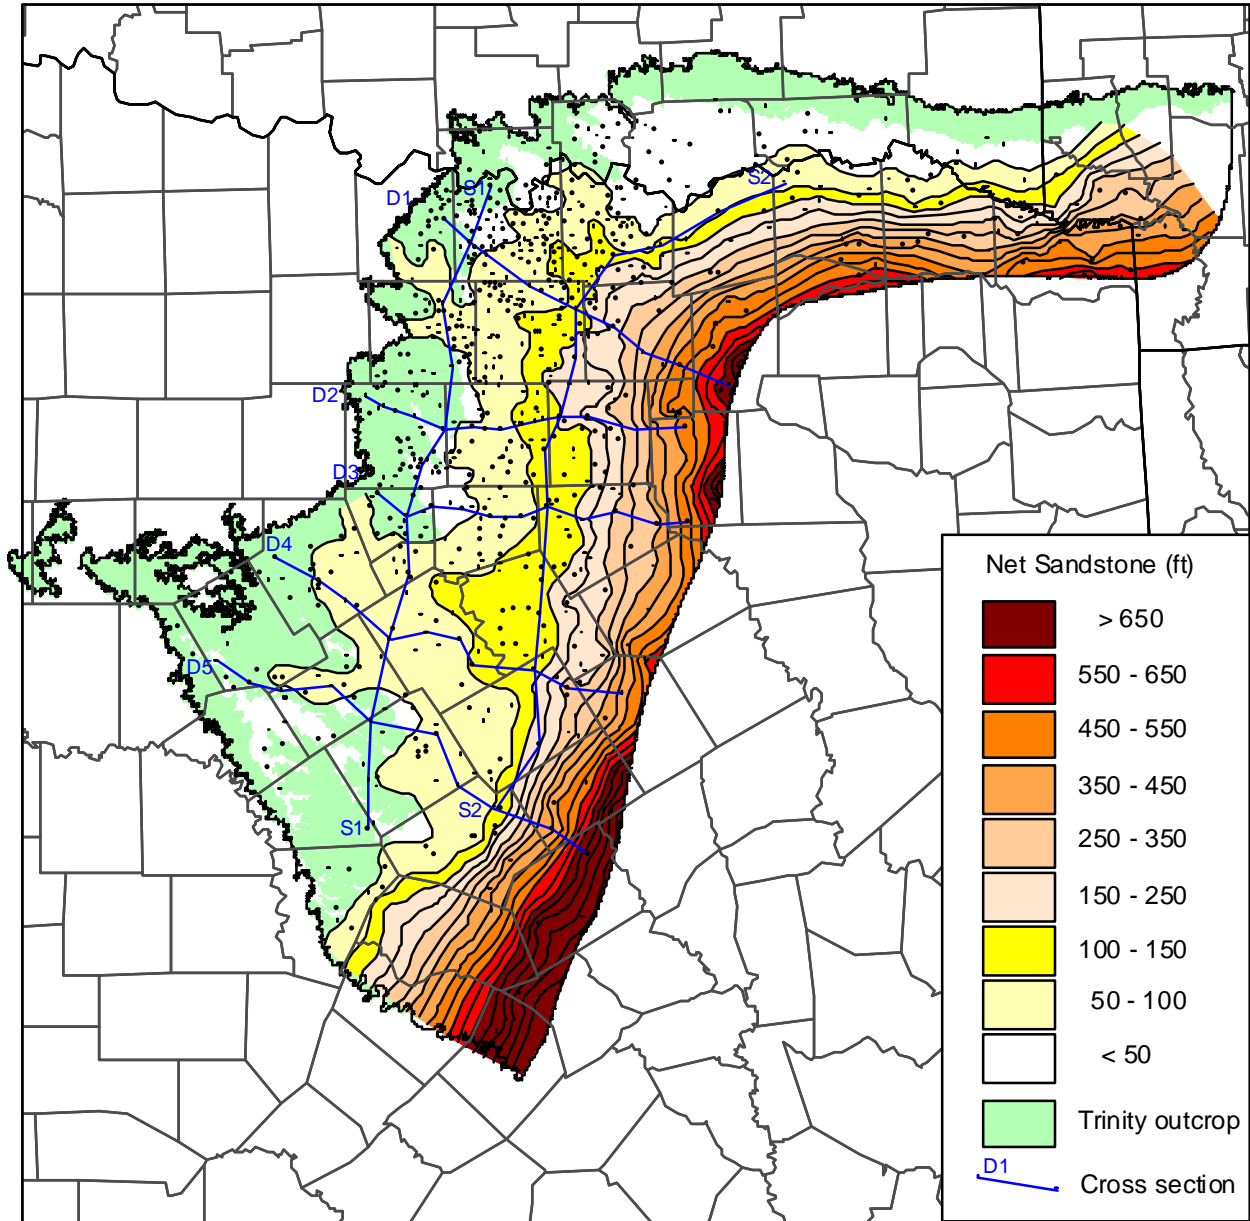 S2
D1
S1
D2
D3
D4
D5
S2
S1
Net Sandstone (ft)
> 650
550 - 650
450 - 550
350 - 450
250 - 350
150 - 250
100 - 150
50 - 100
< 50
Trinity outcrop
D1
Cross section